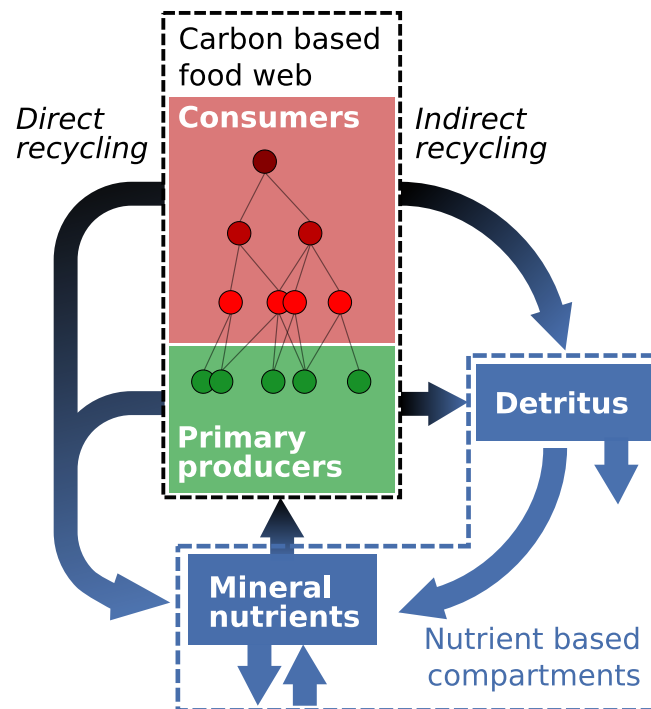 Carbon based
food web
Direct
recycling
Consumers
Indirect
recycling
Detritus
Primary
producers
Mineral
nutrients
Nutrient based
compartments